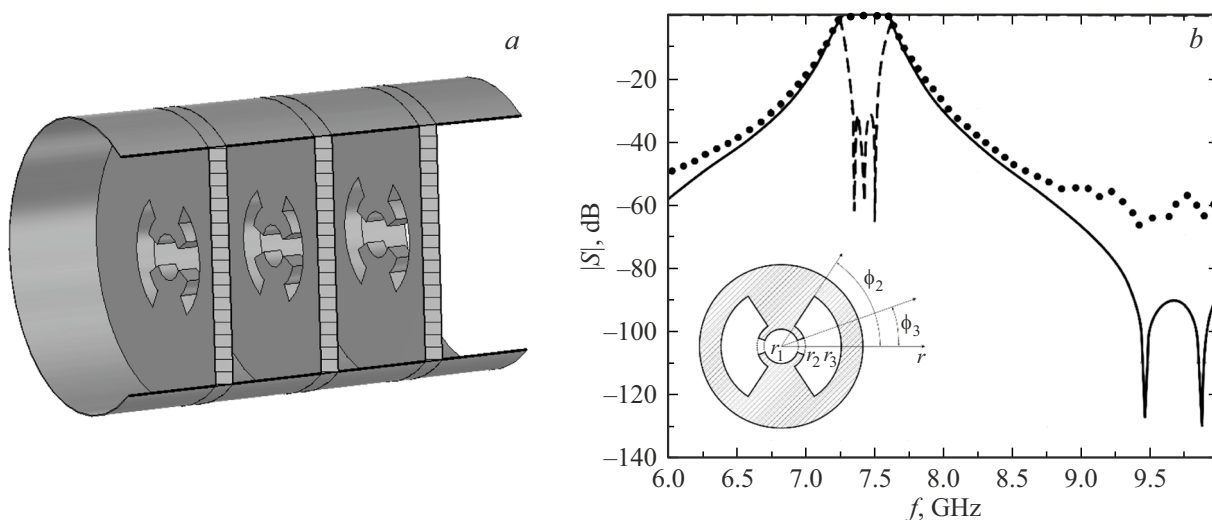 a
b
|S|, dB
–20
–40
–60
–80
–100
–120
–140
ϕ2
ϕ3
r1
r2 r3
r
6.0 6.5 7.0 7.5 8.0 8.5 9.0 9.5
f, GHz